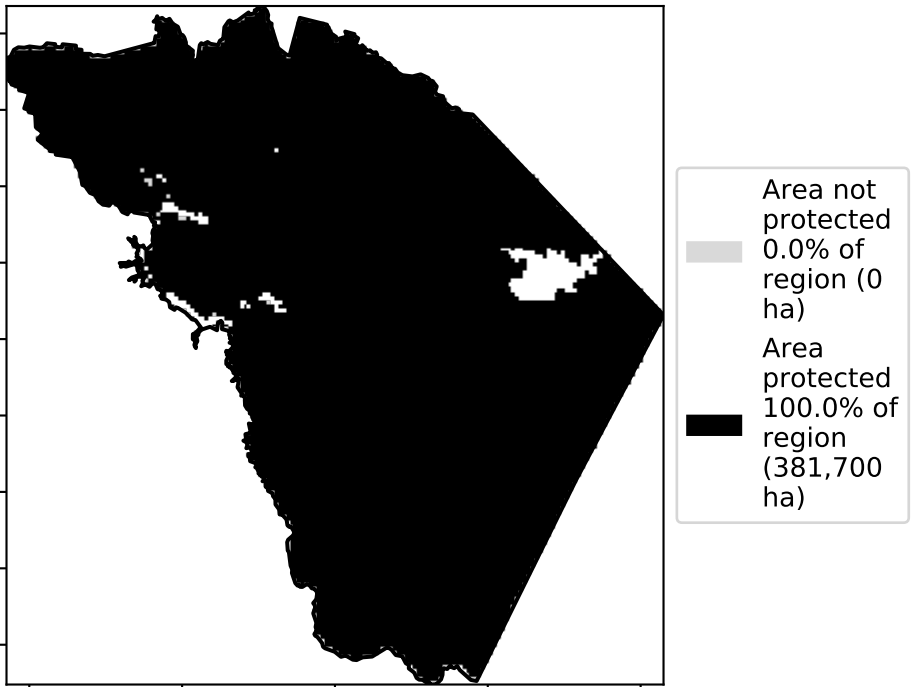 Area not
protected
0.0% of
region (0
ha)
Area
protected
100.0% of
region
(381,700
ha)